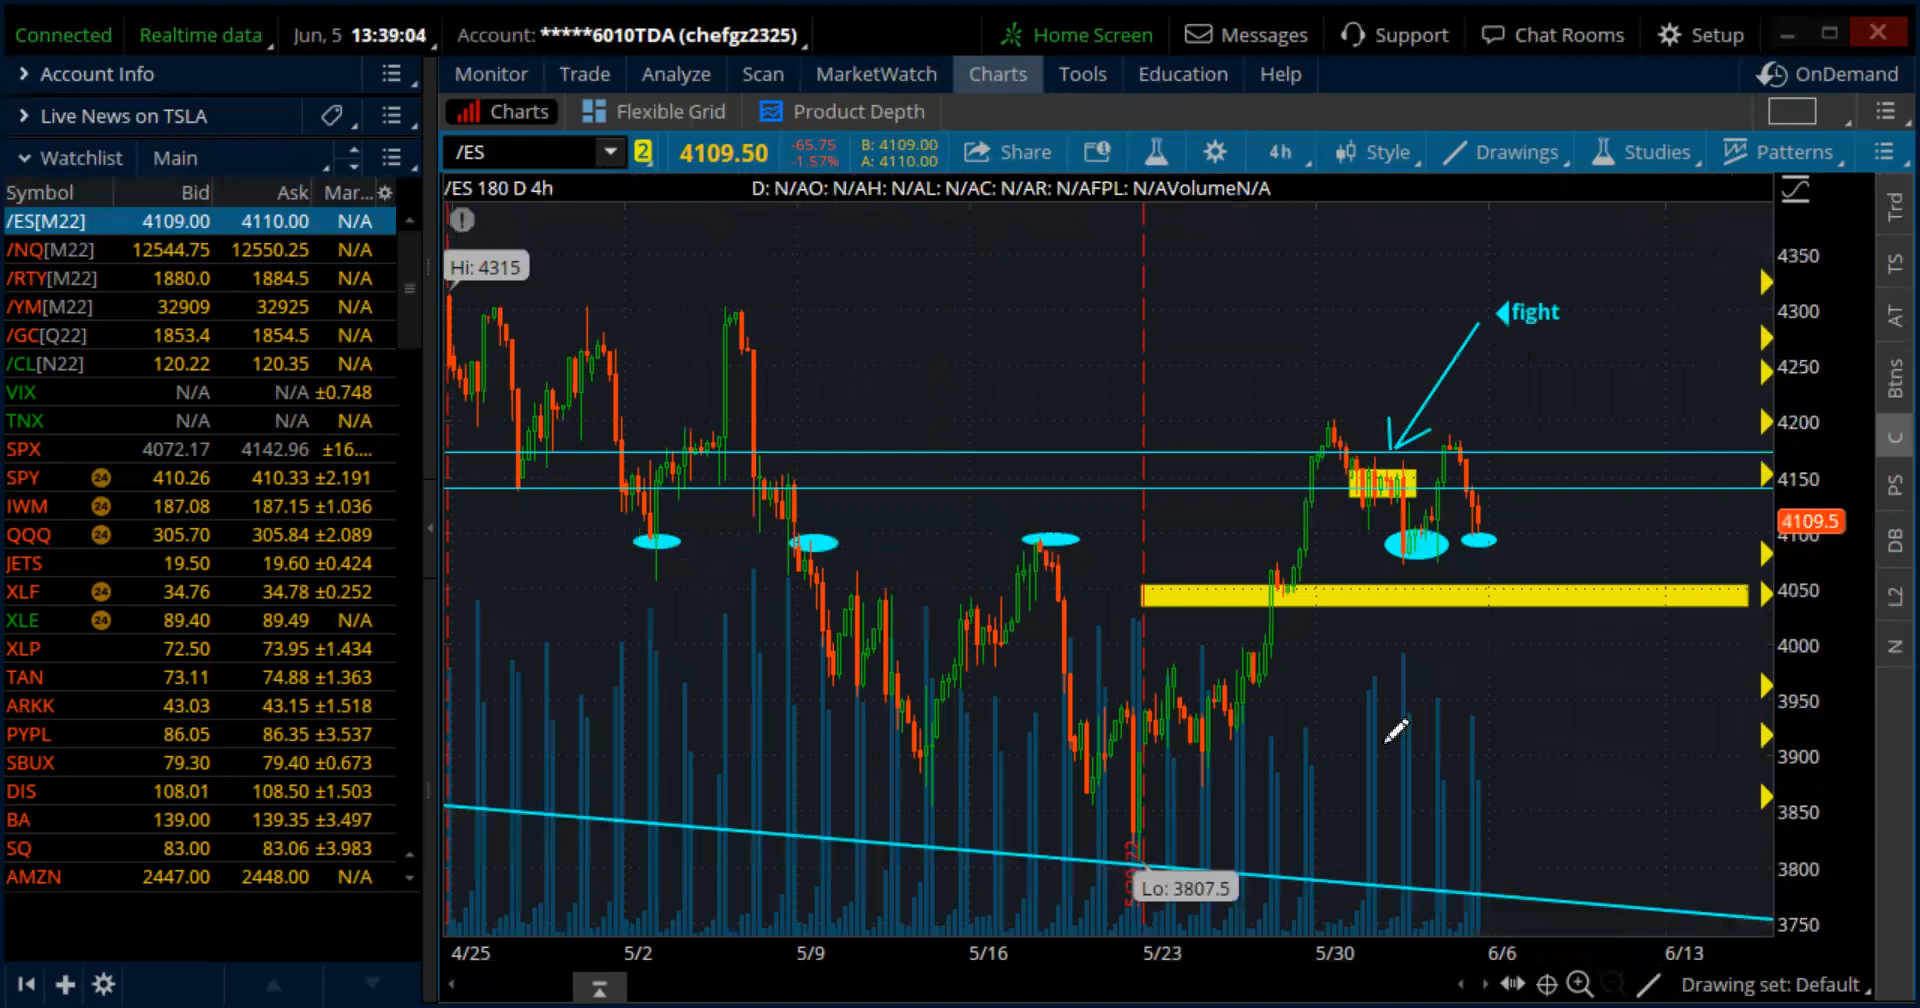 Connected Realtime data Jun, 5 13:39:04 Account: *****6010TDA (chefgz2325) Home Screen Messages Support Chat Rooms Setup
Account Info
Monitor Trade Analyze Scan MarketWatch Charts Tools Education Help OnDemand
Live News on TSLA
Charts Flexible Grid Product Depth
Watchlist Main
/ES 2 4109.50 -65.75 B: 4109.00 Share 4h Style Drawings Studies Patterns
-1.57% A: 4110.00
Symbol Bid Ask Mar...
/ES 180 D 4h D: N/AO: N/AH: N/AL: N/AC: N/AR: N/AFPL: N/AVolumeN/A
/ES[M22] 4109.00 4110.00 N/A
/NQ[M22] 12544.75 12550.25 N/A
/RTY[M22] 1880.0 1884.5 N/A
/YM[M22] 32909 32925 N/A
/GC[Q22] 1853.4 1854.5 N/A
/CL[N22] 120.22 120.35 N/A
VIX N/A N/A ±0.748
TNX N/A N/A N/A
SPX 4072.17 4142.96 ±16....
SPY 24 410.26 410.33 ±2.191
IWM 24 187.08 187.15 ±1.036
QQQ 24 305.70 305.84 ±2.089
JETS 19.50 19.60 ±0.424
XLF 24 34.76 34.78 ±0.252
XLE 24 89.40 89.49 N/A
XLP 72.50 73.95 ±1.434
TAN 73.11 74.88 ±1.363
ARKK 43.03 43.15 ±1.518
PYPL 86.05 86.35 ±3.537
SBUX 79.30 79.40 ±0.673
DIS 108.01 108.50 ±1.503
BA 139.00 139.35 ±3.497
SQ 83.00 83.06 ±3.983
AMZN 2447.00 2448.00 N/A
Hi: 4315
fight
Lo: 3807.5
4350
4300
4250
4200
4150
4109.5
4100
4050
4000
3950
3900
3850
3800
3750
4/25 5/2 5/9 5/16 5/23 5/30 6/6 6/13
Trd
TS
AT
Btns
C
PS
DB
L2
N
Drawing set: Default